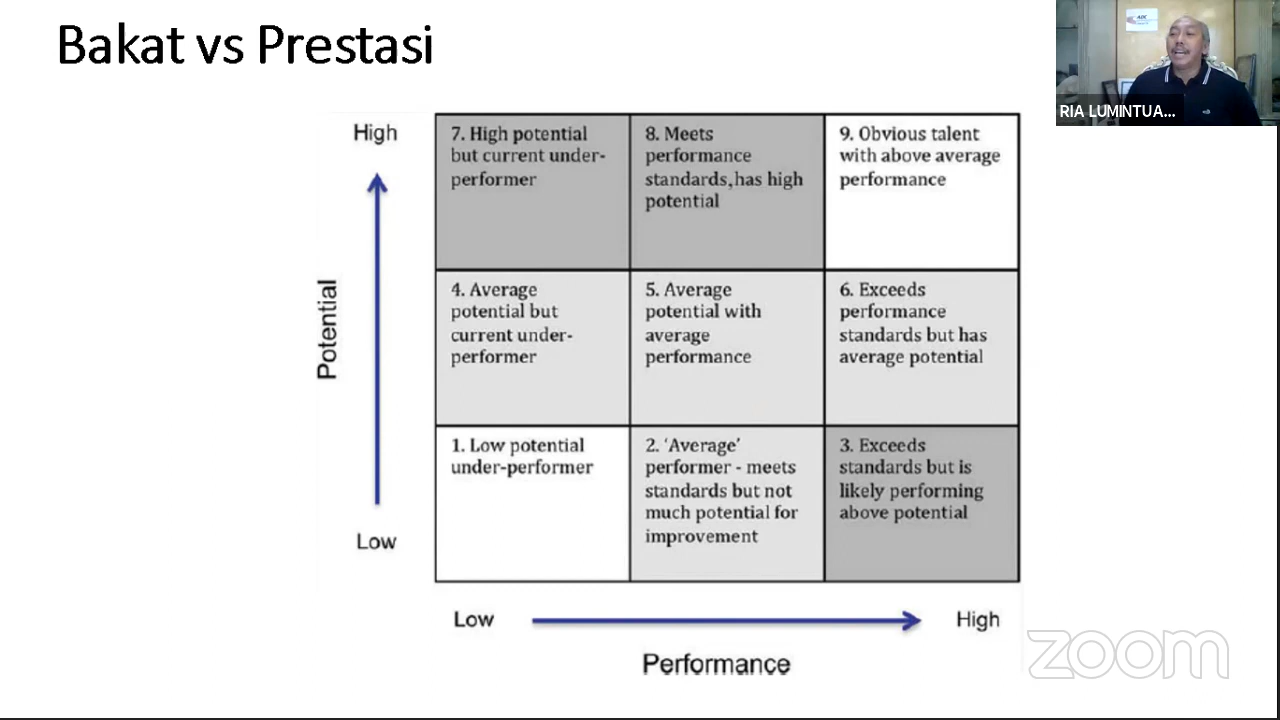 Bakat vs Prestasi
RIA LUMINTUA...
High
7. High potential
but current under-
performer
8. Meets
performance
standards,has high
potential
9. Obvious talent
with above average
performance
Potential
4. Average
potential but
current under-
performer
5. Average
potential with
average
performance
6. Exceeds
performance
standards but has
average potential
1. Low potential
under-performer
2. ‘Average’
performer - meets
standards but not
much potential for
improvement
3. Exceeds
standards but is
likely performing
above potential
Low
Low
High
Performance
zoom